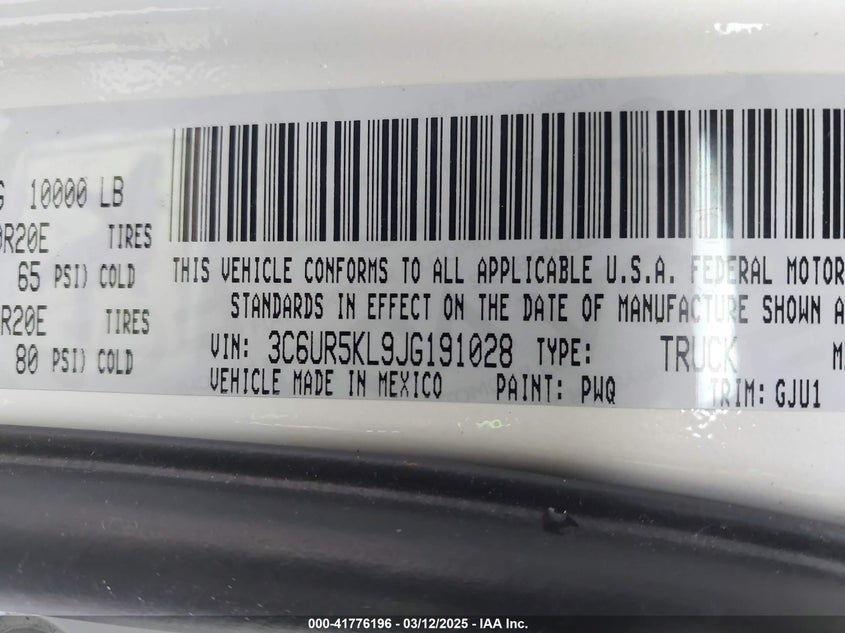 G 10000 LB
0R20E TIRES
65 PSI) COLD
R20E TIRES
80 PSI) COLD
THIS VEHICLE CONFORMS TO ALL APPLICABLE U.S.A. FEDERAL MOTOR
STANDARDS IN EFFECT ON THE DATE OF MANUFACTURE SHOWN A
VIN: 3C6UR5KL9JG191028 TYPE: TRUCK M
VEHICLE MADE IN MEXICO PAINT: PWQ TRIM: GJU1
000-41776196 - 03/12/2025 - IAA Inc.